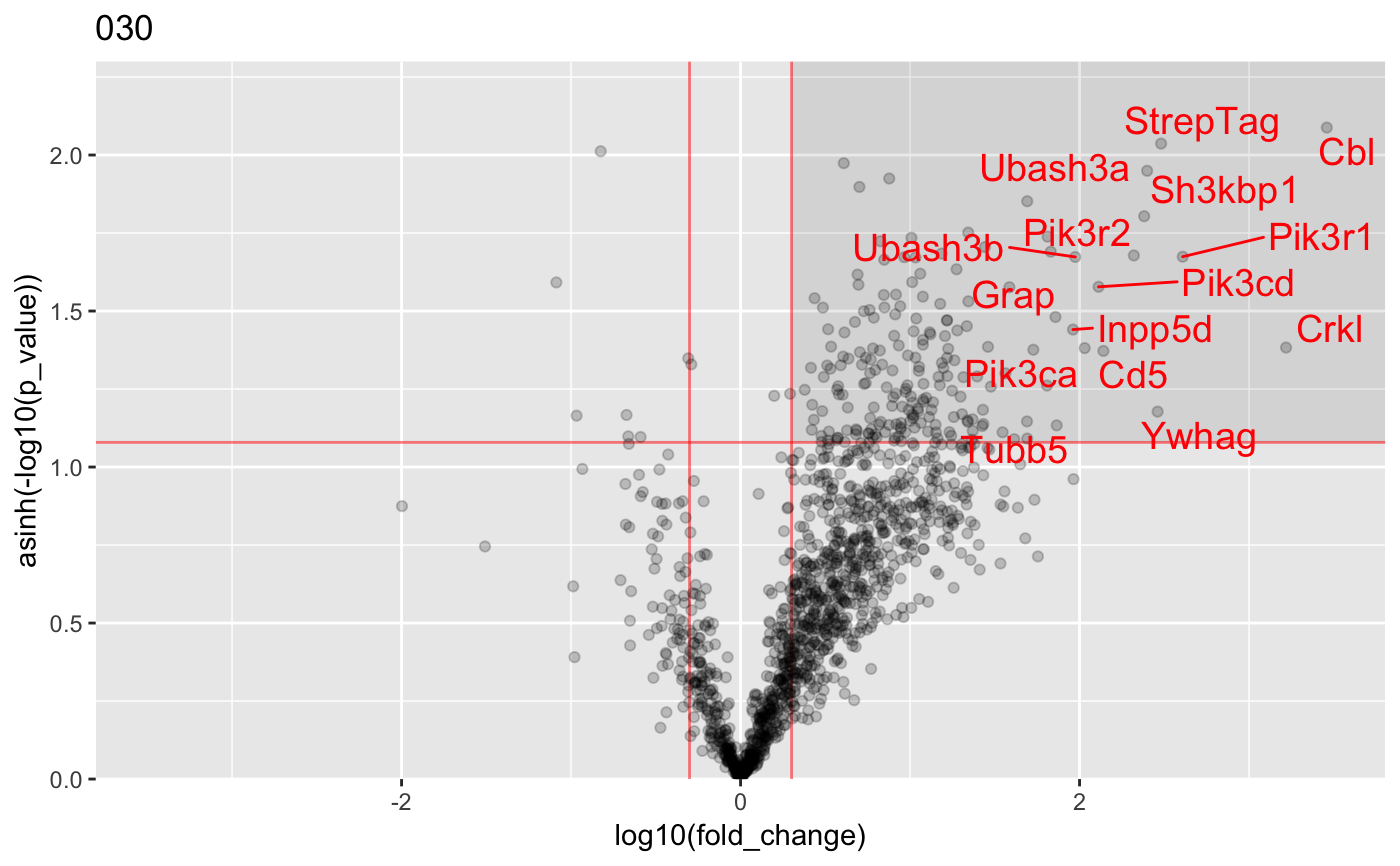 030
StrepTag
Cbl
Ubash3a
Sh3kbp1
Pik3r2
Pik3r1
Ubash3b
Pik3cd
Grap
Inpp5d
Crkl
Pik3ca
Cd5
Ywhag
Tubb5
2.0
1.5
1.0
0.5
0.0
asinh(-log10(p_value))
-2
0
2
log10(fold_change)